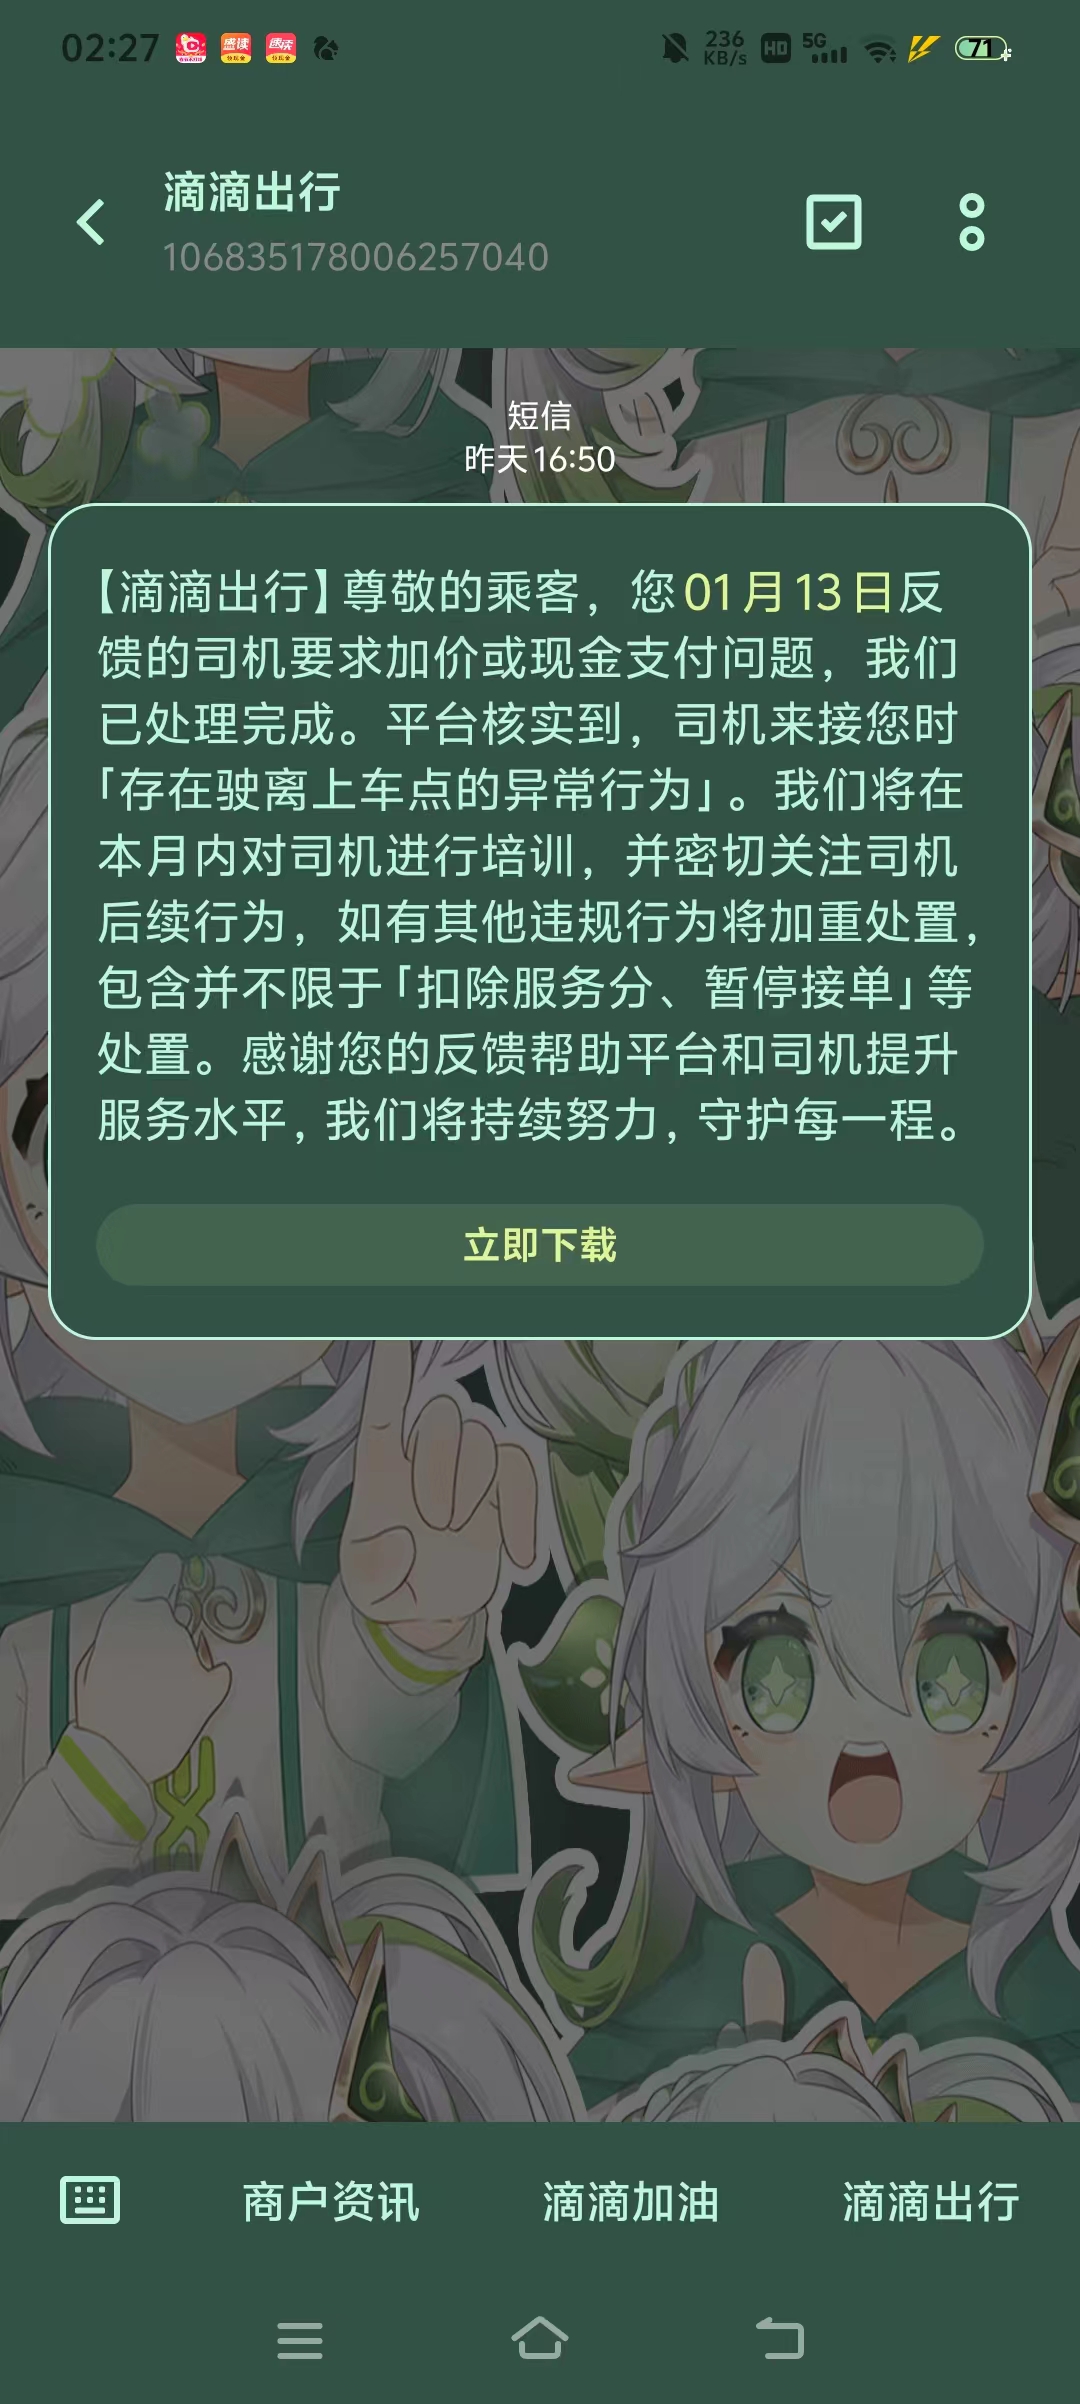 02:27
236 KB/s HD 5G 71
滴滴出行
106835178006257040
短信
昨天16:50
【滴滴出行】尊敬的乘客，您01月13日反
馈的司机要求加价或现金支付问题，我们
已处理完成。平台核实到，司机来接您时
「存在驶离上车点的异常行为」。我们将在
本月内对司机进行培训，并密切关注司机
后续行为，如有其他违规行为将加重处置，
包含并不限于「扣除服务分、暂停接单」等
处置。感谢您的反馈帮助平台和司机提升
服务水平，我们将持续努力，守护每一程。
立即下载
商户资讯 滴滴加油 滴滴出行